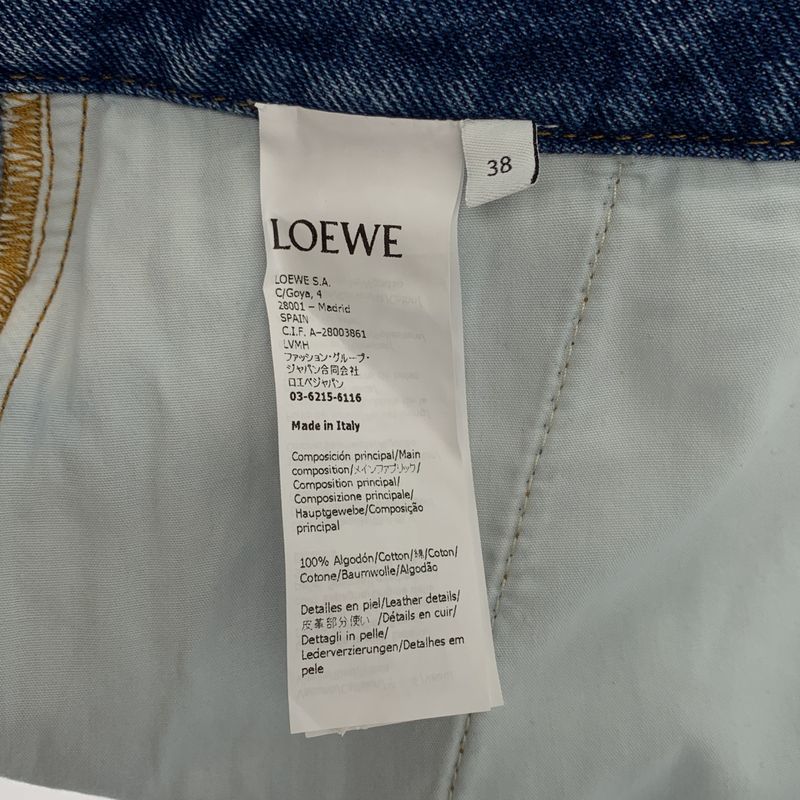 38
LOEWE
LOEWE S.A.
C/Goya, 4
28001 – Madrid
SPAIN
C.I.F. A-28003861
LVMH
ファッション・グループ・
ジャパン合同会社
ロエベジャパン
03-6215-6116
Made in Italy
Composición principal/Main
composition/メインファブリック/
Composition principal/
Composizione principale/
Hauptgewebe/Composição
principal
100% Algodón/Cotton/綿/Coton/
Cotone/Baumwolle/Algodão
Detalles en piel/Leather details/
皮革部分使い /Détails en cuir/
Dettagli in pelle/
Lederverzierungen/Detalhes em
pele